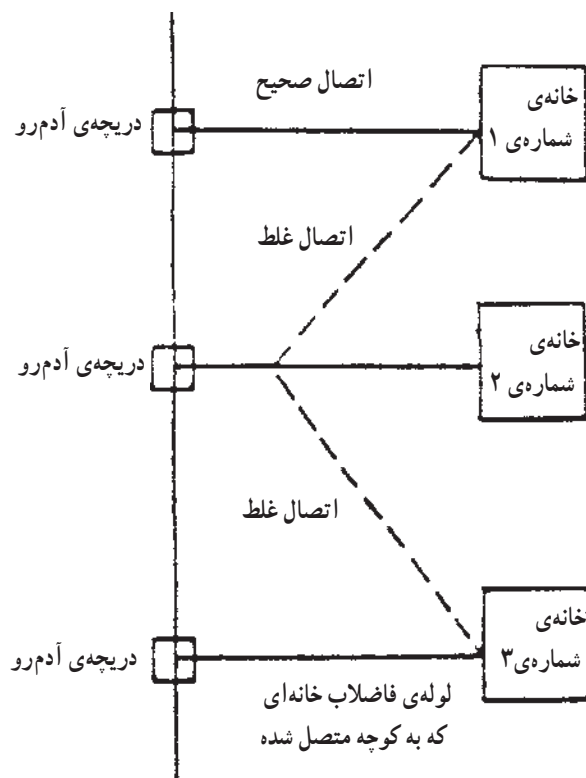 اتصال صحیح
خانه‌ی
شماره‌ی ۱
دریچه‌ی آدم‌رو
اتصال غلط
خانه‌ی
شماره‌ی ۲
دریچه‌ی آدم‌رو
اتصال غلط
خانه‌ی
شماره‌ی۳
دریچه‌ی آدم‌رو
لوله‌ی فاضلاب خانه‌ای
که به کوچه متصل شده